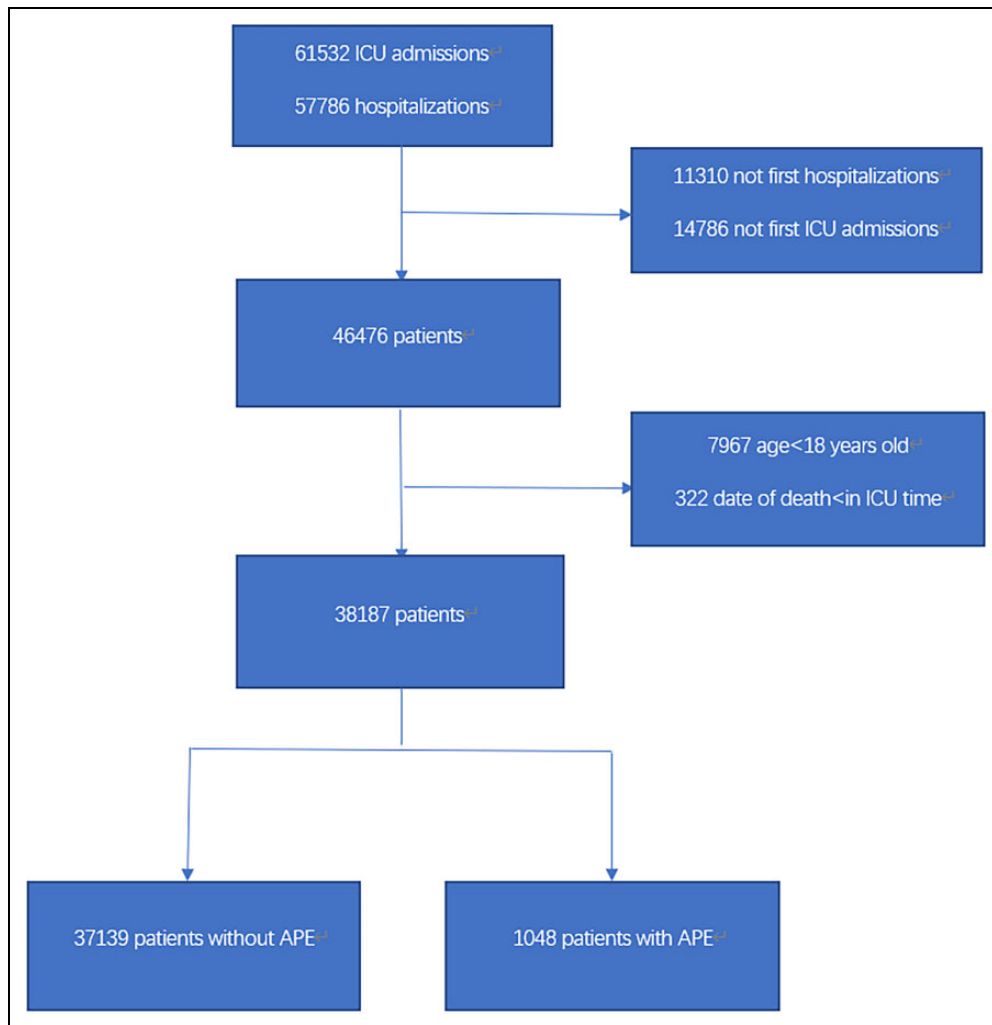 61532 ICU admissions↵
57786 hospitalizations↵
11310 not first hospitalizations↵
14786 not first ICU admissions↵
46476 patients↵
7967 age<18 years old↵
322 date of death<in ICU time↵
38187 patients↵
37139 patients without APE↵
1048 patients with APE↵